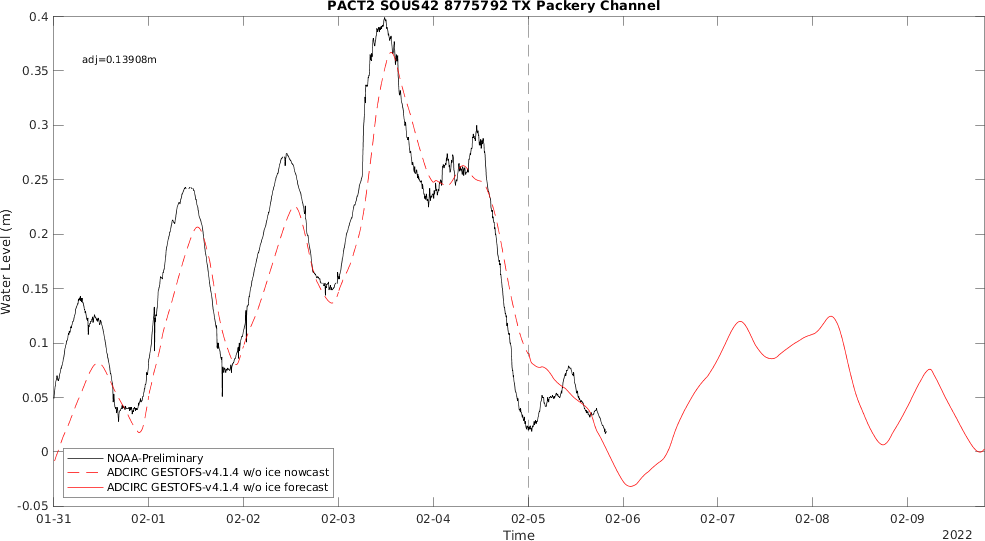 PACT2 SOUS42 8775792 TX Packery Channel
0.4
adj=0.13908m
0.35
0.3
0.25
0.2
0.15
0.1
0.05
0
-0.05
Water Level (m)
NOAA-Preliminary
ADCIRC GESTOFS-v4.1.4 w/o ice nowcast
ADCIRC GESTOFS-v4.1.4 w/o ice forecast
01-31 02-01 02-02 02-03 02-04 02-05 02-06 02-07 02-08 02-09
Time
2022